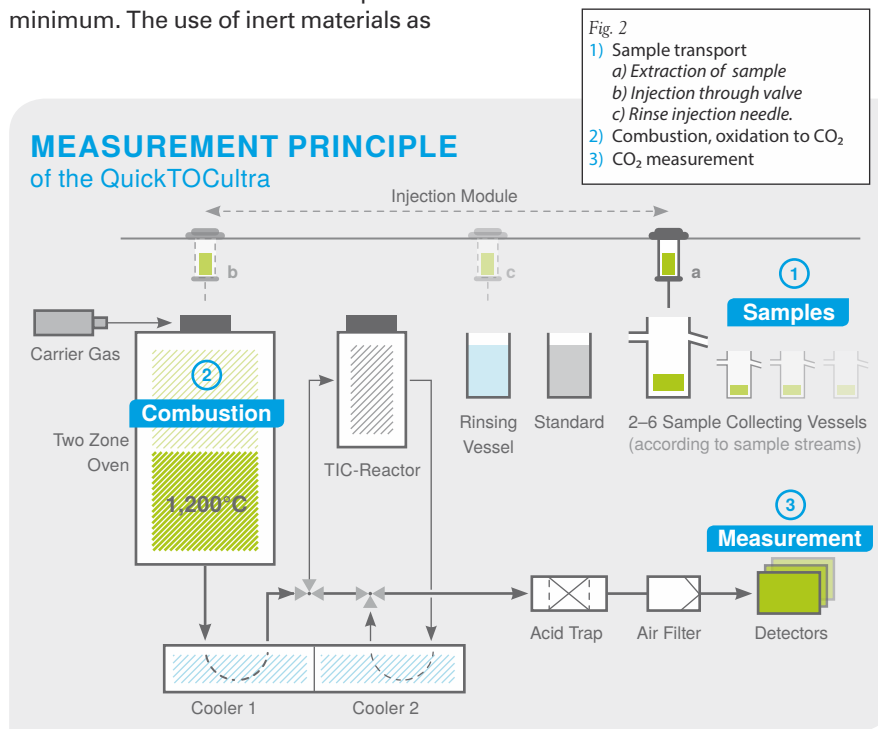 minimum. The use of inert materials as
Fig. 2
1) Sample transport
a) Extraction of sample
b) Injection through valve
c) Rinse injection needle.
2) Combustion, oxidation to CO₂
3) CO₂ measurement
MEASUREMENT PRINCIPLE
of the QuickTOCultra
Injection Module
b
c
a
1
Samples
Carrier Gas
2
Combustion
Two Zone
Oven
1,200°C
TIC-Reactor
Rinsing
Vessel
Standard
2–6 Sample Collecting Vessels
(according to sample streams)
3
Measurement
Acid Trap
Air Filter
Detectors
Cooler 1
Cooler 2